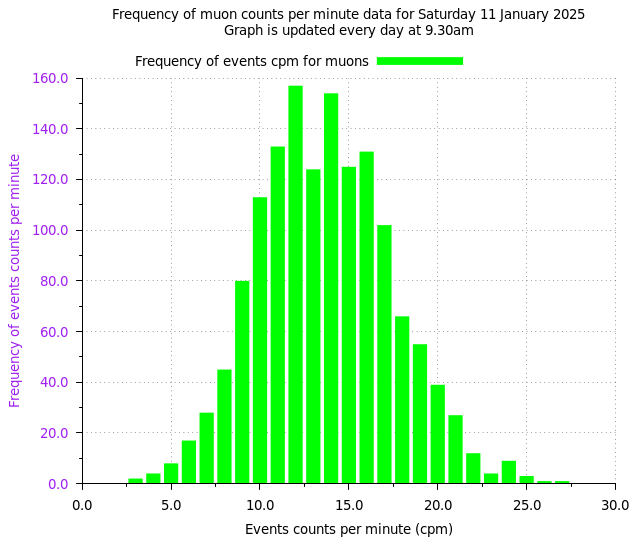 Frequency of muon counts per minute data for Saturday 11 January 2025
Graph is updated every day at 9.30am
Frequency of events cpm for muons
160.0
140.0
120.0
100.0
80.0
60.0
40.0
20.0
0.0
Frequency of events counts per minute
0.0 5.0 10.0 15.0 20.0 25.0 30.0
Events counts per minute (cpm)